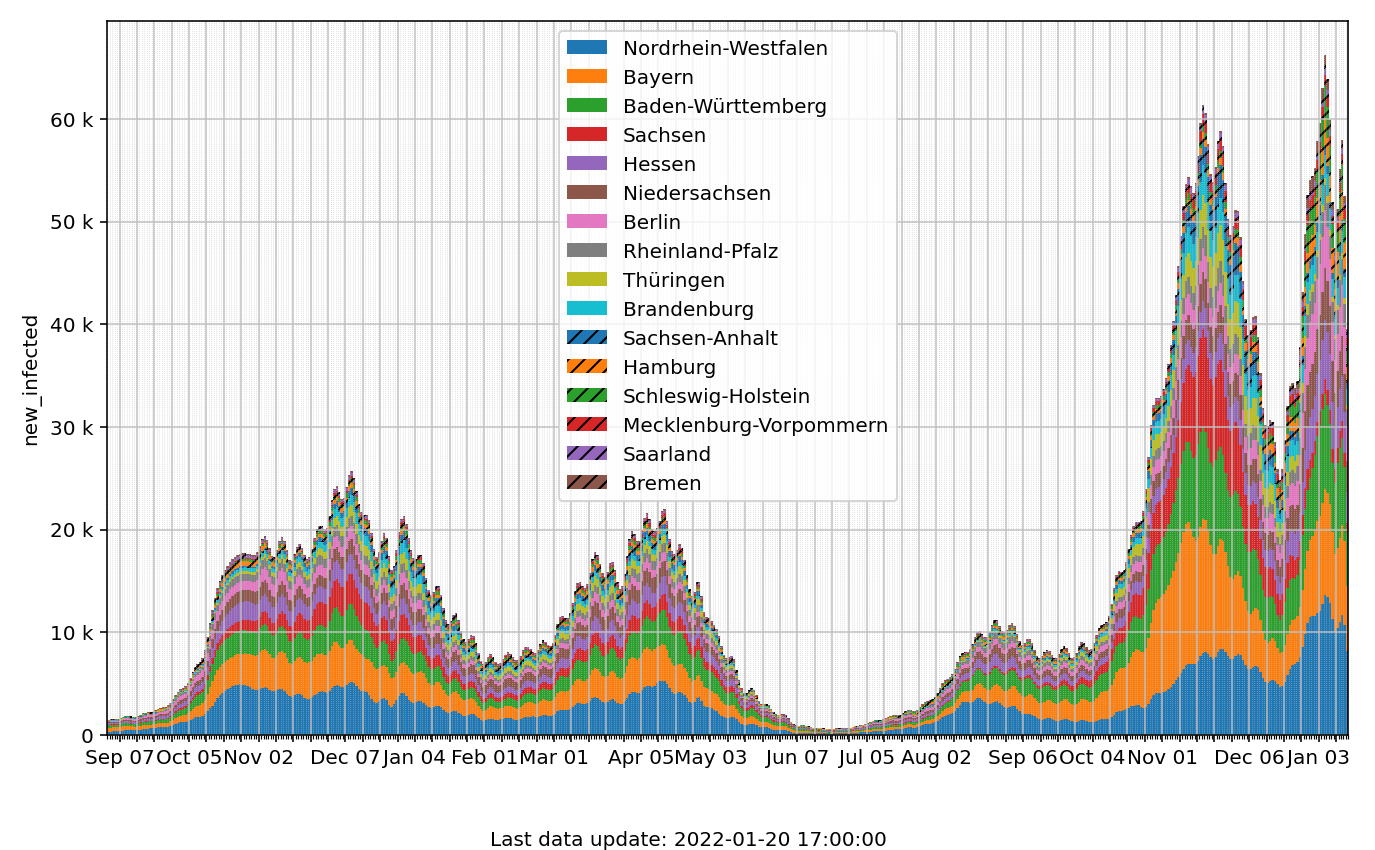 Nordrhein-Westfalen
Bayern
Baden-Württemberg
Sachsen
Hessen
Niedersachsen
Berlin
Rheinland-Pfalz
Thüringen
Brandenburg
Sachsen-Anhalt
Hamburg
Schleswig-Holstein
Mecklenburg-Vorpommern
Saarland
Bremen
new_infected
60 k
50 k
40 k
30 k
20 k
10 k
0
Sep 07 Oct 05 Nov 02 Dec 07 Jan 04 Feb 01 Mar 01 Apr 05 May 03 Jun 07 Jul 05 Aug 02 Sep 06 Oct 04 Nov 01 Dec 06 Jan 03
Last data update: 2022-01-20 17:00:00